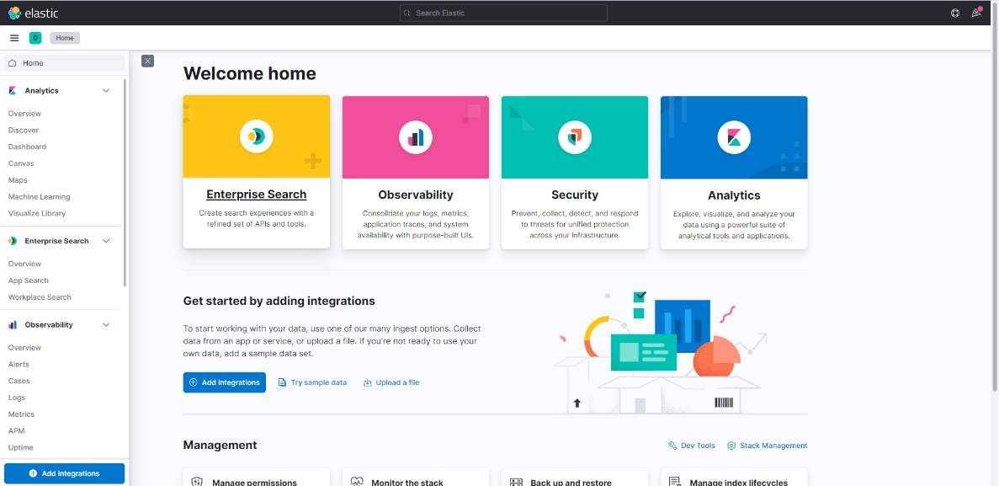 elastic
Search Elastic
D
Home
Home
Analytics
Overview
Discover
Dashboard
Canvas
Maps
Machine Learning
Visualize Library
Enterprise Search
Overview
App Search
Workplace Search
Observability
Overview
Alerts
Cases
Logs
Metrics
APM
Uptime
Add integrations
Welcome home
Enterprise Search
Create search experiences with a
refined set of APIs and tools.
Observability
Consolidate your logs, metrics,
application traces, and system
availability with purpose-built UIs.
Security
Prevent, collect, detect, and respond
to threats for unified protection
across your infrastructure.
Analytics
Explore, visualize, and analyze your
data using a powerful suite of
analytical tools and applications.
Get started by adding integrations
To start working with your data, use one of our many ingest options. Collect
data from an app or service, or upload a file. If you're not ready to use your
own data, add a sample data set.
Add integrations
Try sample data
Upload a file
Management
Dev Tools
Stack Management
Manage permissions
Monitor the stack
Back up and restore
Manage index lifecycles